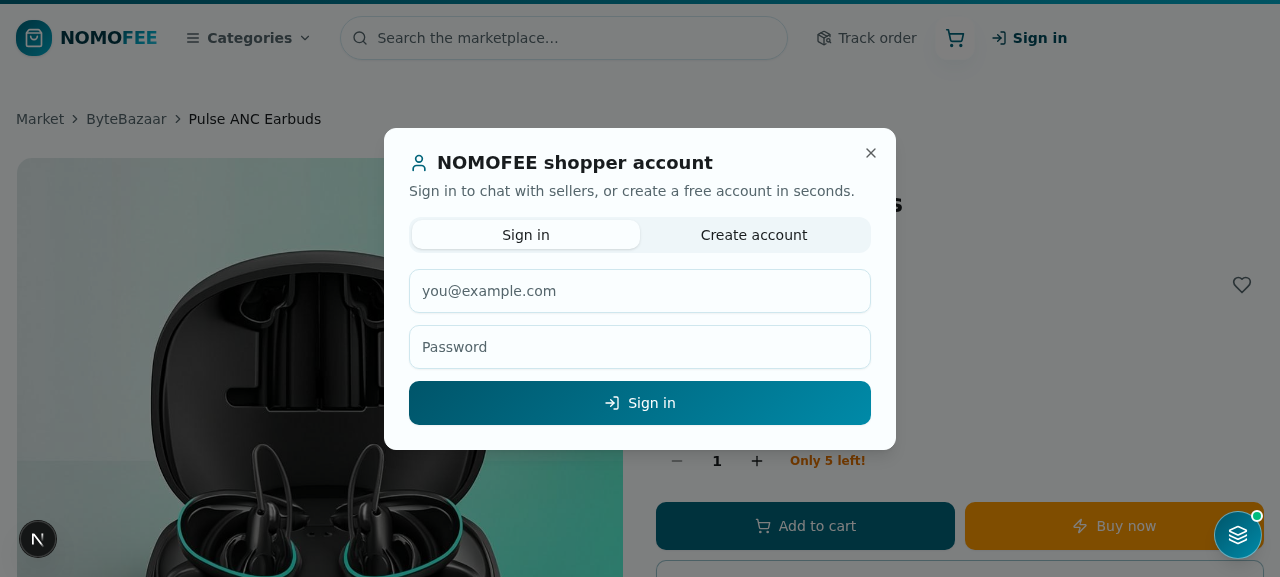 NOMOFEE
Categories
Search the marketplace...
Track order
Sign in
Market
ByteBazaar
Pulse ANC Earbuds
NOMOFEE shopper account
Sign in to chat with sellers, or create a free account in seconds.
Sign in
Create account
you@example.com
Password
Sign in
1
Only 5 left!
Add to cart
Buy now
N